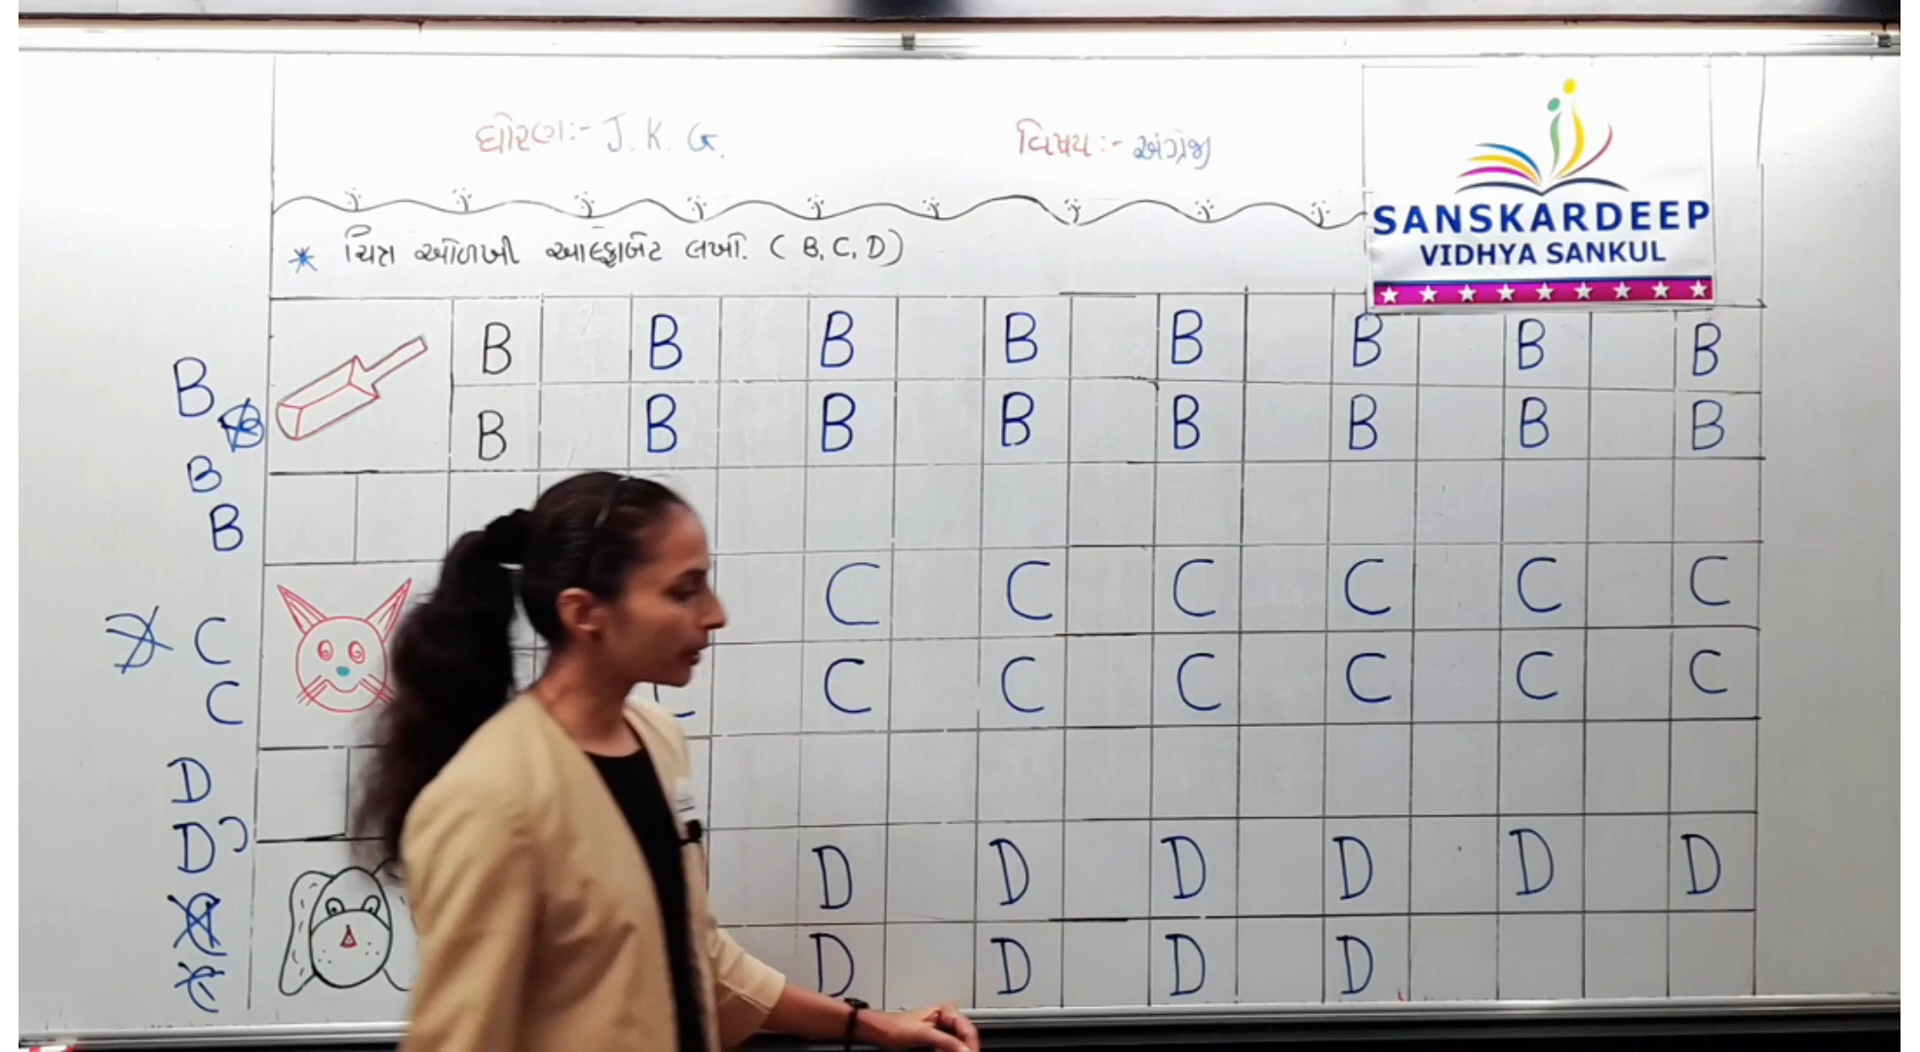 ધોરણ:- J.K.G.
વિષય:- અંગ્રેજી
SANSKARDEEP
VIDHYA SANKUL
* ચિત્ર ઓળખી આલ્ફાબેટ લખો. (B, C, D)
B B B B B B B B
B
B B B B B B B B
B
B
C C C C C C
C
C C C C C C
C
D
D
D D D D D D
D D D D